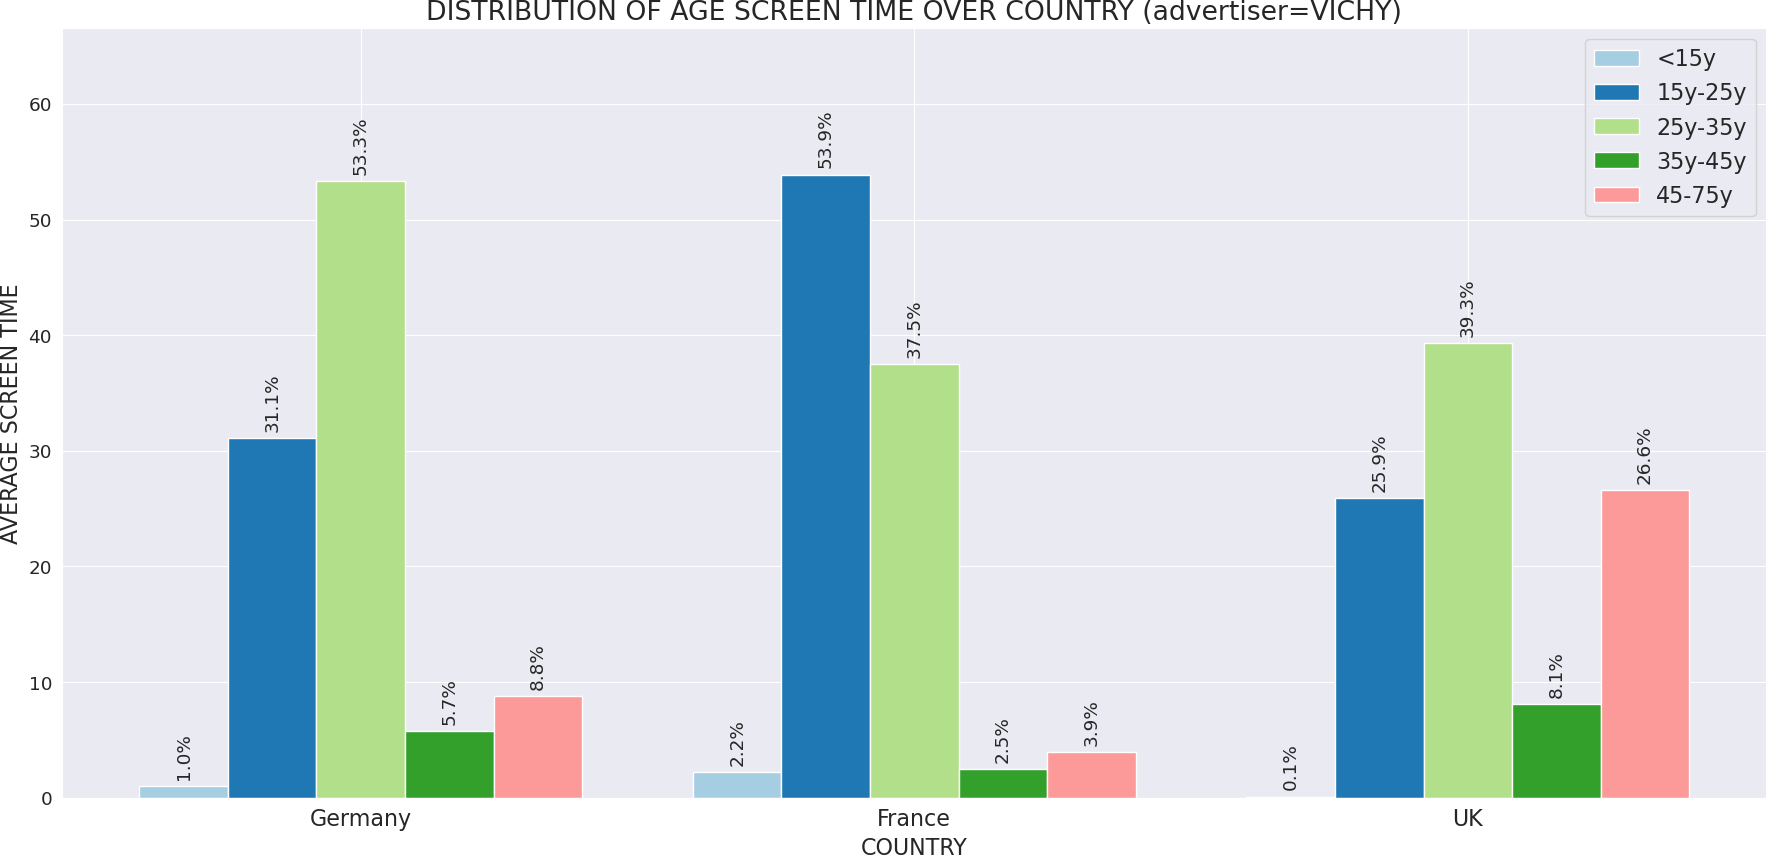 DISTRIBUTION OF AGE SCREEN TIME OVER COUNTRY (advertiser=VICHY)
<15y
15y-25y
25y-35y
35y-45y
45-75y
AVERAGE SCREEN TIME
60
50
40
30
20
10
0
1.0%
31.1%
53.3%
5.7%
8.8%
2.2%
53.9%
37.5%
2.5%
3.9%
0.1%
25.9%
39.3%
8.1%
26.6%
Germany
France
UK
COUNTRY